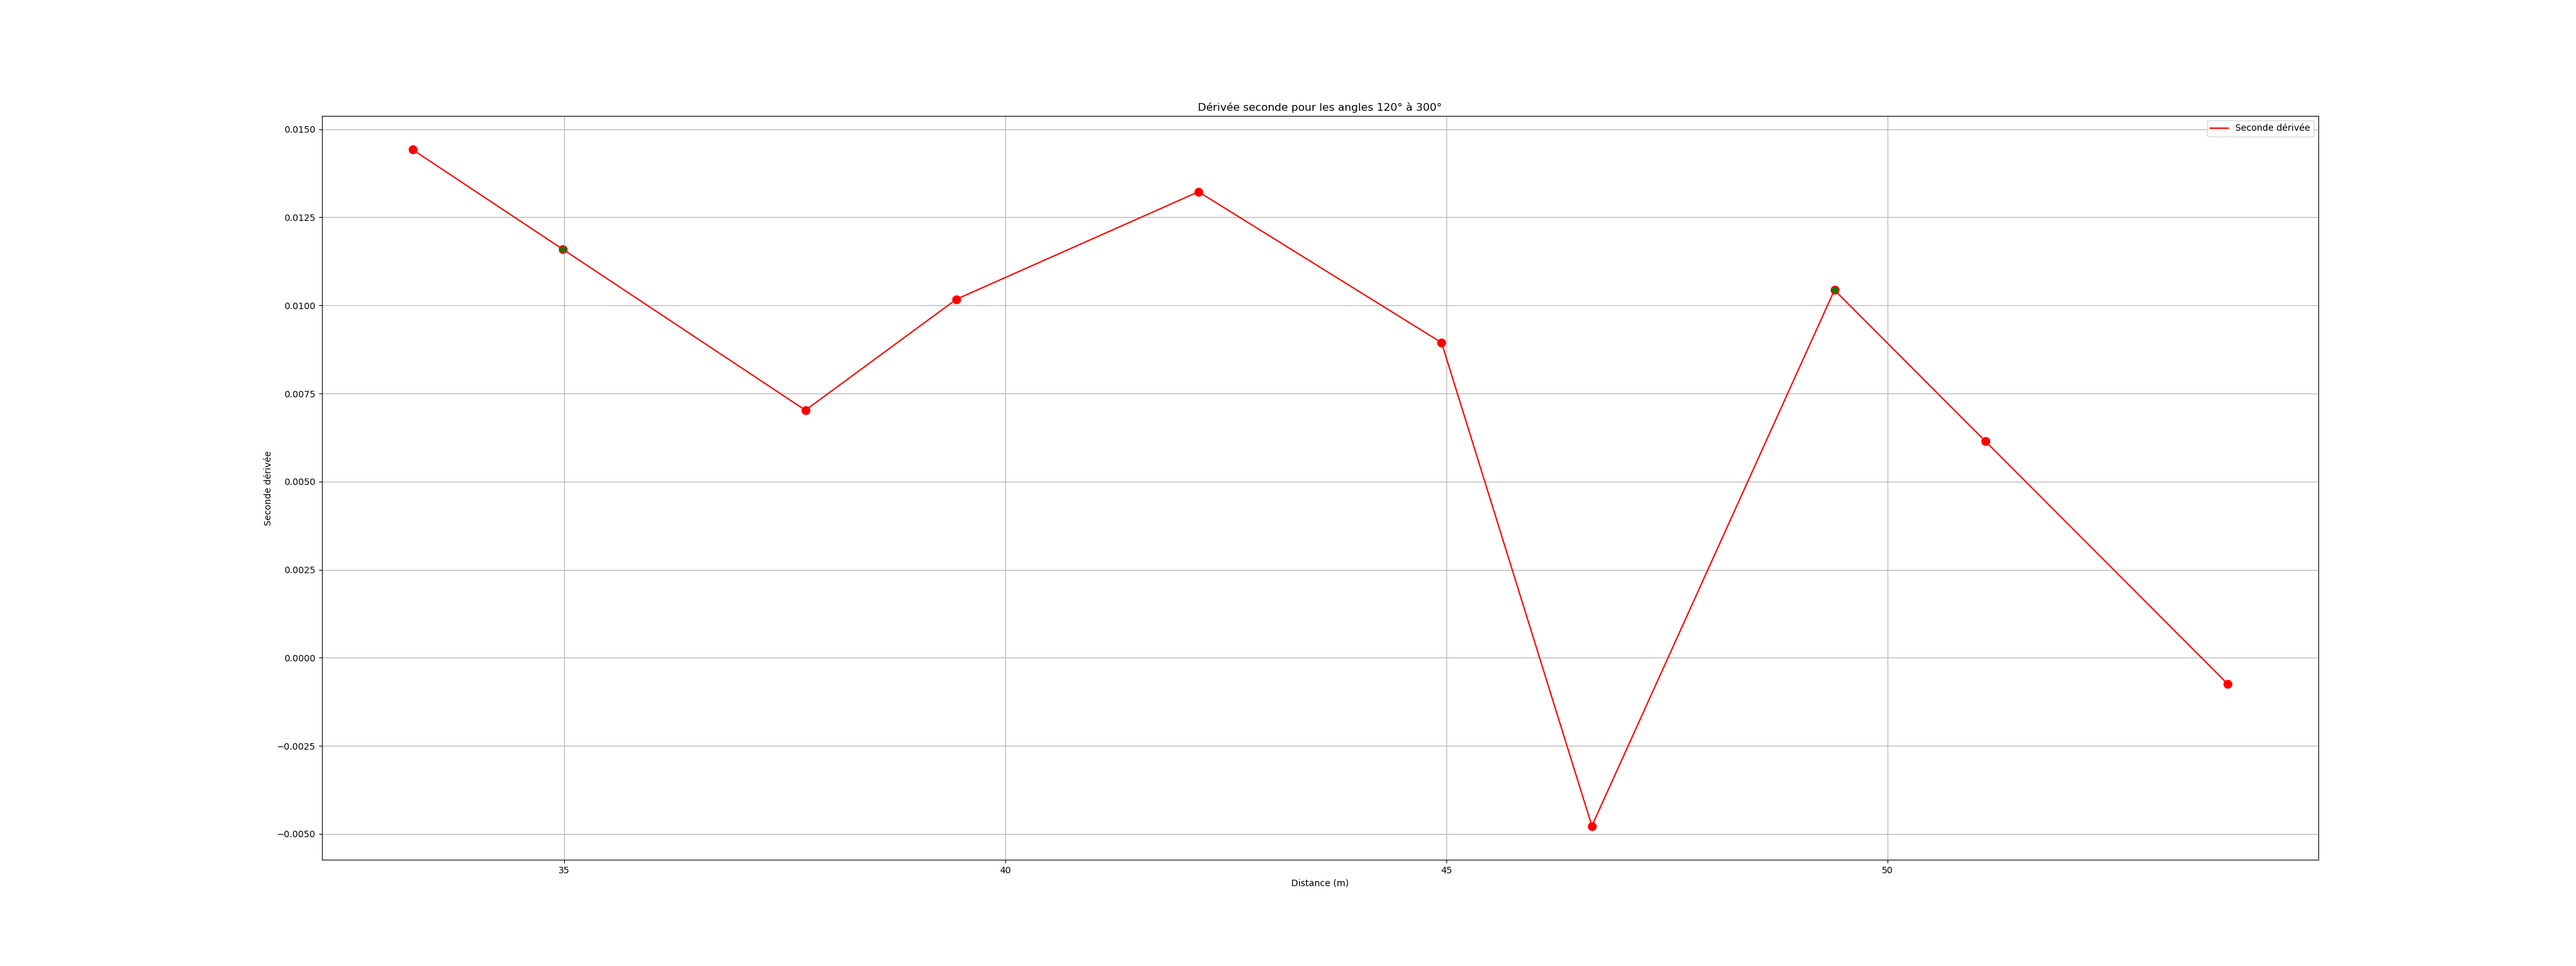 Dérivée seconde pour les angles 120° à 300°
Seconde dérivée
0.0150
0.0125
0.0100
0.0075
0.0050
0.0025
0.0000
−0.0025
−0.0050
Seconde dérivée
35 40 45 50
Distance (m)